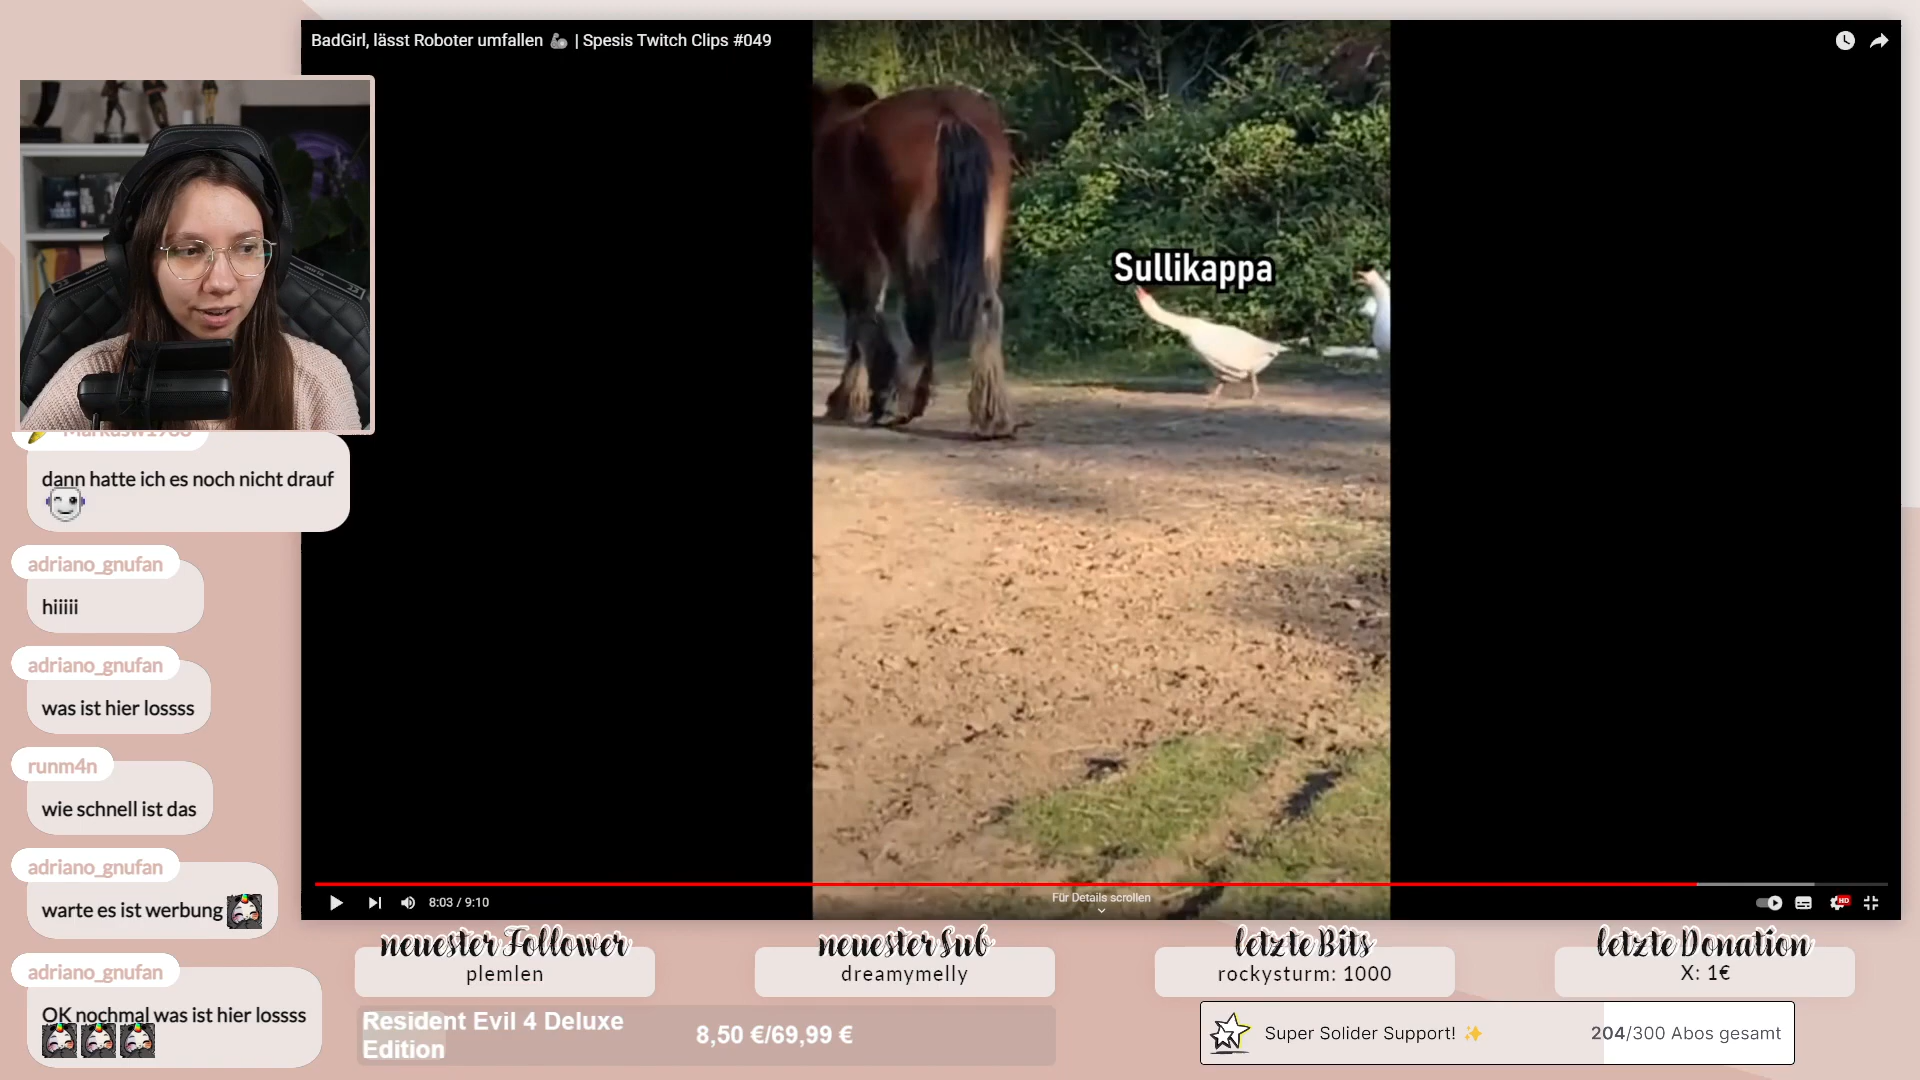 BadGirl, lässt Roboter umfallen 🦾 | Spesis Twitch Clips #049
Sullikappa
Markusw1988
dann hatte ich es noch nicht drauf
adriano_gnufan
hiiiii
adriano_gnufan
was ist hier lossss
runm4n
wie schnell ist das
adriano_gnufan
warte es ist werbung
adriano_gnufan
OK nochmal was ist hier lossss
8:03 / 9:10
Für Details scrollen
HD
neuester Follower
plemlen
neuester Sub
dreamymelly
letzte Bits
rockysturm: 1000
letzte Donation
X: 1€
Resident Evil 4 Deluxe
Edition
8,50 €/69,99 €
Super Solider Support! ✨
204/300 Abos gesamt